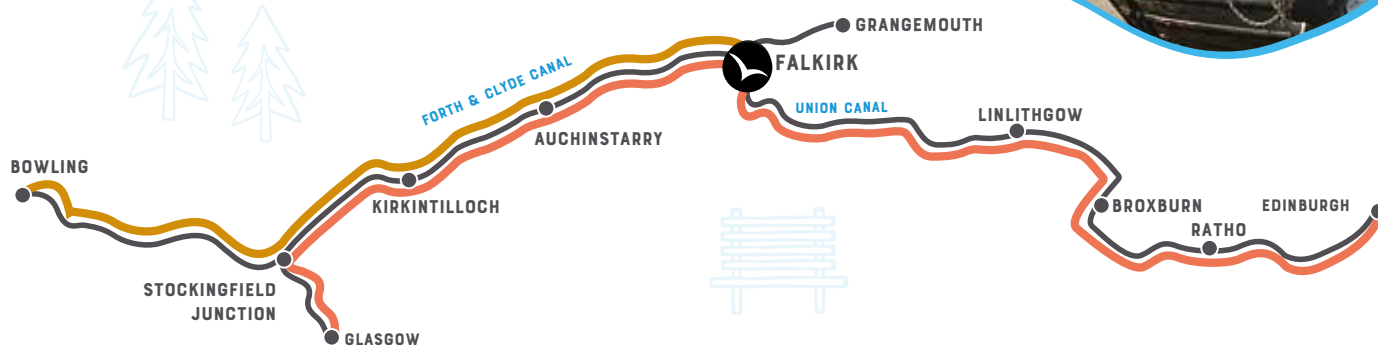 GRANGEMOUTH
FALKIRK
FORTH & CLYDE CANAL
UNION CANAL
LINLITHGOW
AUCHINSTARRY
BOWLING
KIRKINTILLOCH
BROXBURN
EDINBURGH
RATHO
STOCKINGFIELD
JUNCTION
GLASGOW